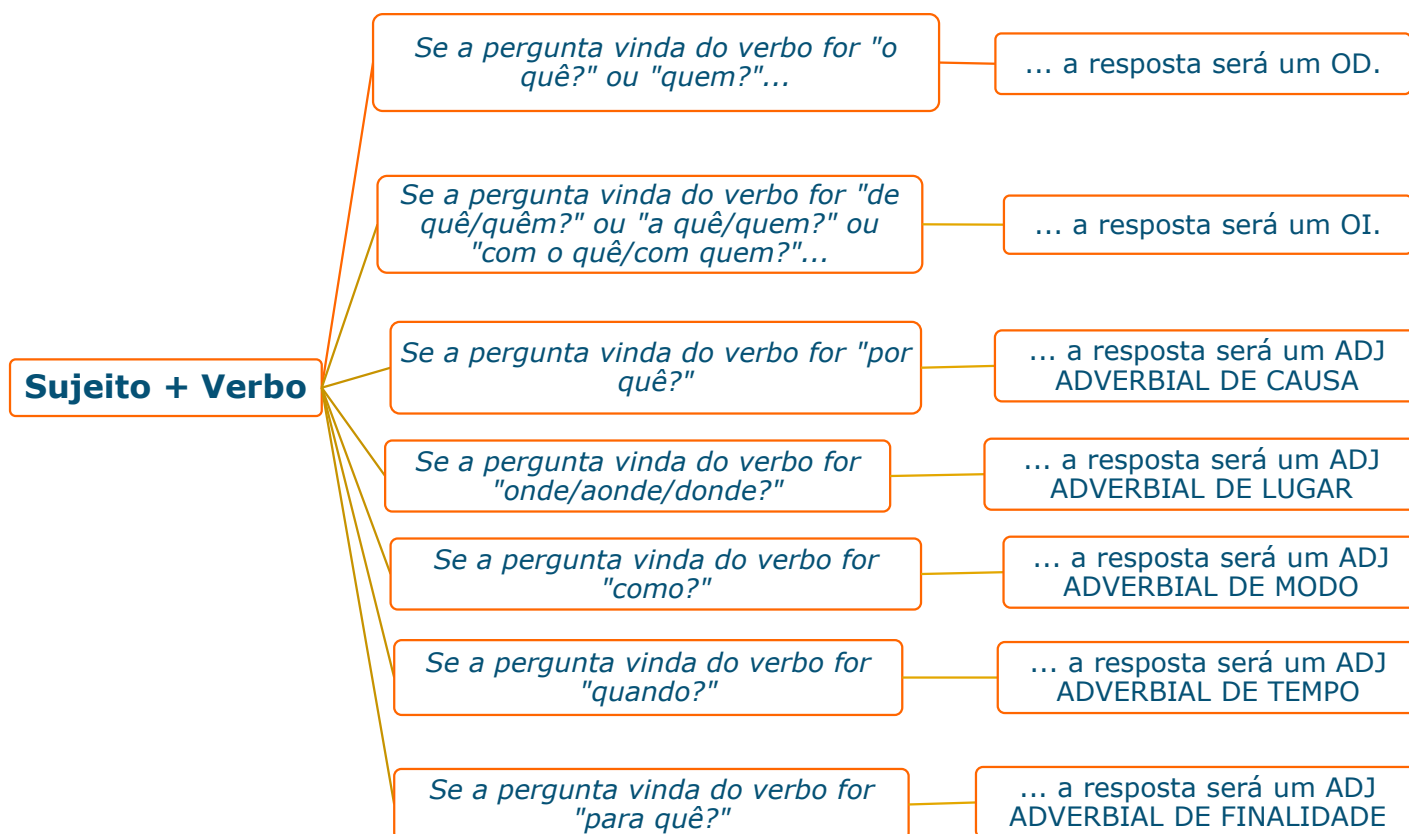 Sujeito + Verbo
Se a pergunta vinda do verbo for "o
quê?" ou "quem?"...
... a resposta será um OD.
Se a pergunta vinda do verbo for "de
quê/quêm?" ou "a quê/quem?" ou
"com o quê/com quem?"...
... a resposta será um OI.
Se a pergunta vinda do verbo for "por
quê?"
... a resposta será um ADJ
ADVERBIAL DE CAUSA
Se a pergunta vinda do verbo for
"onde/aonde/donde?"
... a resposta será um ADJ
ADVERBIAL DE LUGAR
Se a pergunta vinda do verbo for
"como?"
... a resposta será um ADJ
ADVERBIAL DE MODO
Se a pergunta vinda do verbo for
"quando?"
... a resposta será um ADJ
ADVERBIAL DE TEMPO
Se a pergunta vinda do verbo for
"para quê?"
... a resposta será um ADJ
ADVERBIAL DE FINALIDADE